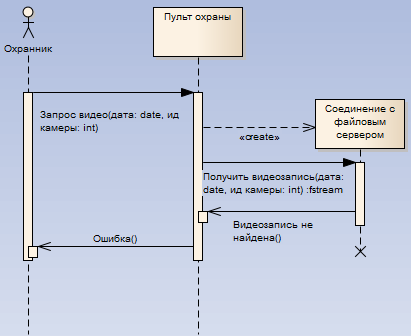 Пульт охраны
Охранник
Запрос видео(дата: date, ид
камеры: int)
Соединение с
файловым
сервером
«create»
Получить видеозапись(дата:
date, ид камеры: int) :fstream
Видеозапись не
найдена()
Ошибка()